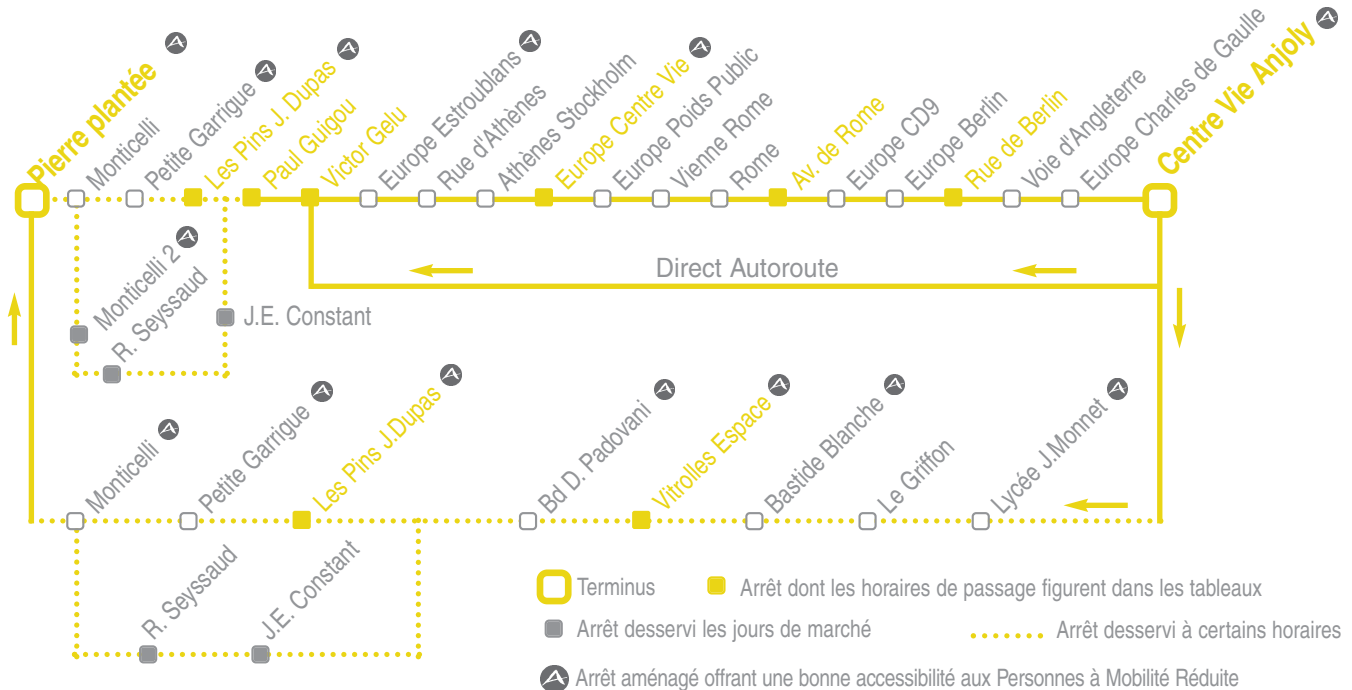 Pierre plantée
Monticelli
Petite Garrigue
Les Pins J. Dupas
Paul Guigou
Victor Gelu
Europe Estroublans
Rue d'Athènes
Athènes Stockholm
Europe Centre Vie
Europe Poids Public
Vienne Rome
Rome
Av. de Rome
Europe CD9
Europe Berlin
Rue de Berlin
Voie d'Angleterre
Europe Charles de Gaulle
Centre Vie Anjoly
Monticelli 2
R. Seyssaud
J.E. Constant
Direct Autoroute
Monticelli
Petite Garrigue
Les Pins J.Dupas
Bd D. Padovani
Vitrolles Espace
Bastide Blanche
Le Griffon
Lycée J.Monnet
R. Seyssaud
J.E. Constant
Terminus
Arrêt dont les horaires de passage figurent dans les tableaux
Arrêt desservi les jours de marché
Arrêt desservi à certains horaires
Arrêt aménagé offrant une bonne accessibilité aux Personnes à Mobilité Réduite